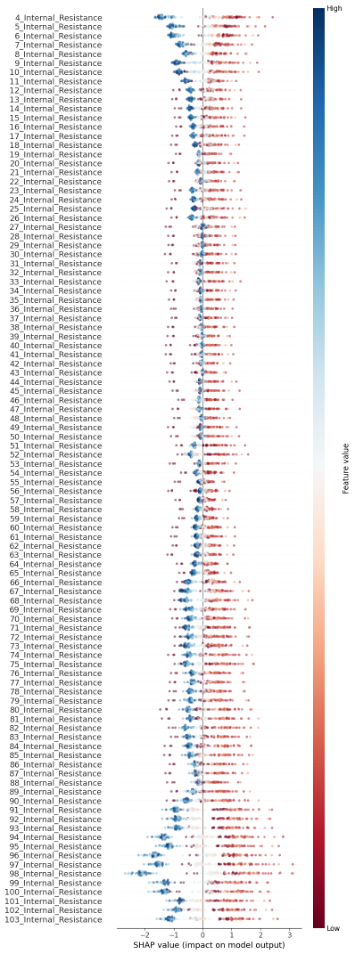 High
4_Internal_Resistance
5_Internal_Resistance
6_Internal_Resistance
7_Internal_Resistance
8_Internal_Resistance
9_Internal_Resistance
10_Internal_Resistance
11_Internal_Resistance
12_Internal_Resistance
13_Internal_Resistance
14_Internal_Resistance
15_Internal_Resistance
16_Internal_Resistance
17_Internal_Resistance
18_Internal_Resistance
19_Internal_Resistance
20_Internal_Resistance
21_Internal_Resistance
22_Internal_Resistance
23_Internal_Resistance
24_Internal_Resistance
25_Internal_Resistance
26_Internal_Resistance
27_Internal_Resistance
28_Internal_Resistance
29_Internal_Resistance
30_Internal_Resistance
31_Internal_Resistance
32_Internal_Resistance
33_Internal_Resistance
34_Internal_Resistance
35_Internal_Resistance
36_Internal_Resistance
37_Internal_Resistance
38_Internal_Resistance
39_Internal_Resistance
40_Internal_Resistance
41_Internal_Resistance
42_Internal_Resistance
43_Internal_Resistance
44_Internal_Resistance
45_Internal_Resistance
46_Internal_Resistance
47_Internal_Resistance
48_Internal_Resistance
49_Internal_Resistance
50_Internal_Resistance
51_Internal_Resistance
52_Internal_Resistance
53_Internal_Resistance
54_Internal_Resistance
55_Internal_Resistance
56_Internal_Resistance
57_Internal_Resistance
58_Internal_Resistance
59_Internal_Resistance
60_Internal_Resistance
61_Internal_Resistance
62_Internal_Resistance
63_Internal_Resistance
64_Internal_Resistance
65_Internal_Resistance
66_Internal_Resistance
67_Internal_Resistance
68_Internal_Resistance
69_Internal_Resistance
70_Internal_Resistance
71_Internal_Resistance
72_Internal_Resistance
73_Internal_Resistance
74_Internal_Resistance
75_Internal_Resistance
76_Internal_Resistance
77_Internal_Resistance
78_Internal_Resistance
79_Internal_Resistance
80_Internal_Resistance
81_Internal_Resistance
82_Internal_Resistance
83_Internal_Resistance
84_Internal_Resistance
85_Internal_Resistance
86_Internal_Resistance
87_Internal_Resistance
88_Internal_Resistance
89_Internal_Resistance
90_Internal_Resistance
91_Internal_Resistance
92_Internal_Resistance
93_Internal_Resistance
94_Internal_Resistance
95_Internal_Resistance
96_Internal_Resistance
97_Internal_Resistance
98_Internal_Resistance
99_Internal_Resistance
100_Internal_Resistance
101_Internal_Resistance
102_Internal_Resistance
103_Internal_Resistance
Feature value
Low
−2 −1 0 1 2 3
SHAP value (impact on model output)